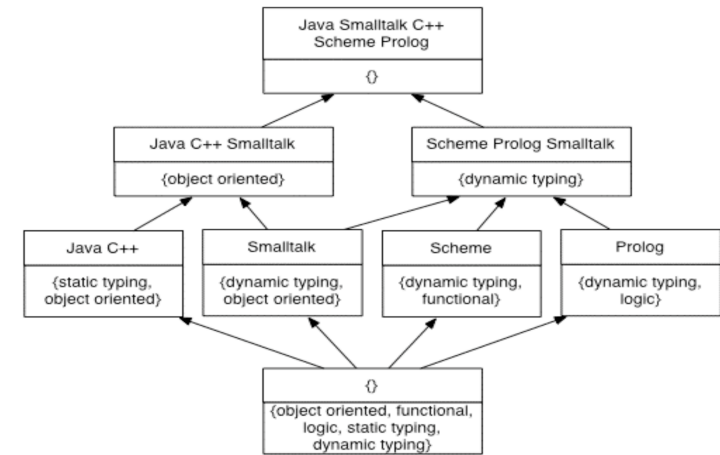 Java Smalltalk C++
Scheme Prolog
{}
Java C++ Smalltalk
{object oriented}
Scheme Prolog Smalltalk
{dynamic typing}
Java C++
{static typing,
object oriented}
Smalltalk
{dynamic typing,
object oriented}
Scheme
{dynamic typing,
functional}
Prolog
{dynamic typing,
logic}
{}
{object oriented, functional,
logic, static typing,
dynamic typing}